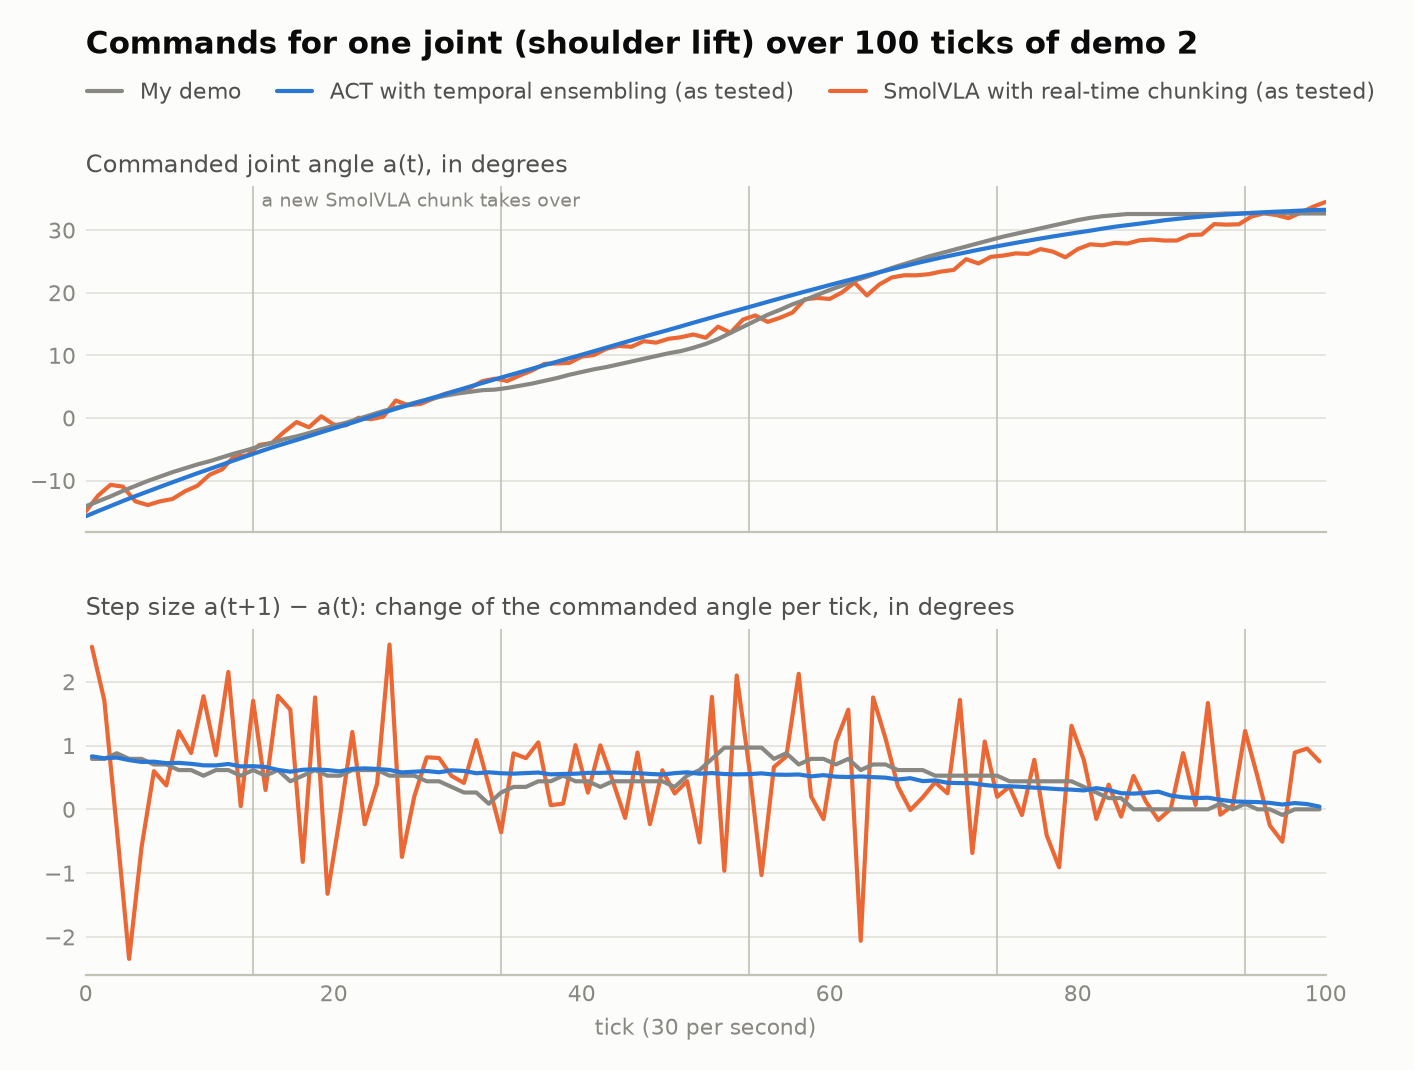 Commands for one joint (shoulder lift) over 100 ticks of demo 2
My demo
ACT with temporal ensembling (as tested)
SmolVLA with real-time chunking (as tested)
Commanded joint angle a(t), in degrees
a new SmolVLA chunk takes over
30
20
10
0
−10
Step size a(t+1) − a(t): change of the commanded angle per tick, in degrees
2
1
0
−1
−2
0 20 40 60 80 100
tick (30 per second)